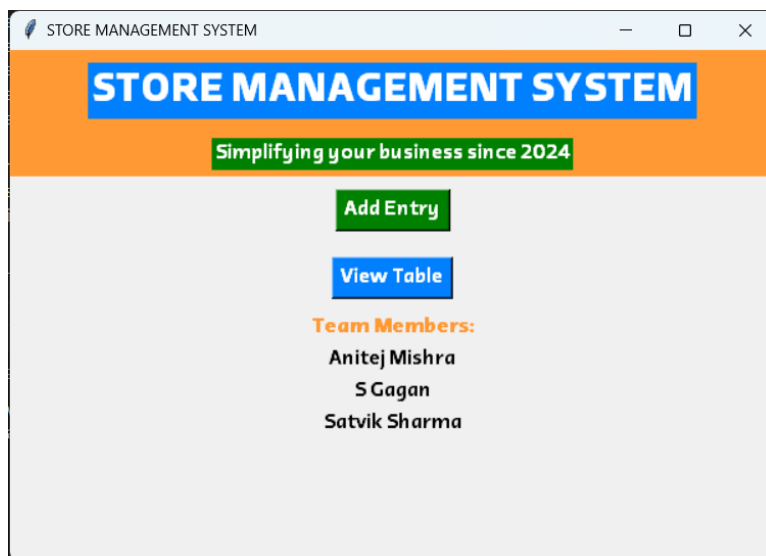 STORE MANAGEMENT SYSTEM
STORE MANAGEMENT SYSTEM
Simplifying your business since 2024
Add Entry
View Table
Team Members:
Anitej Mishra
S Gagan
Satvik Sharma